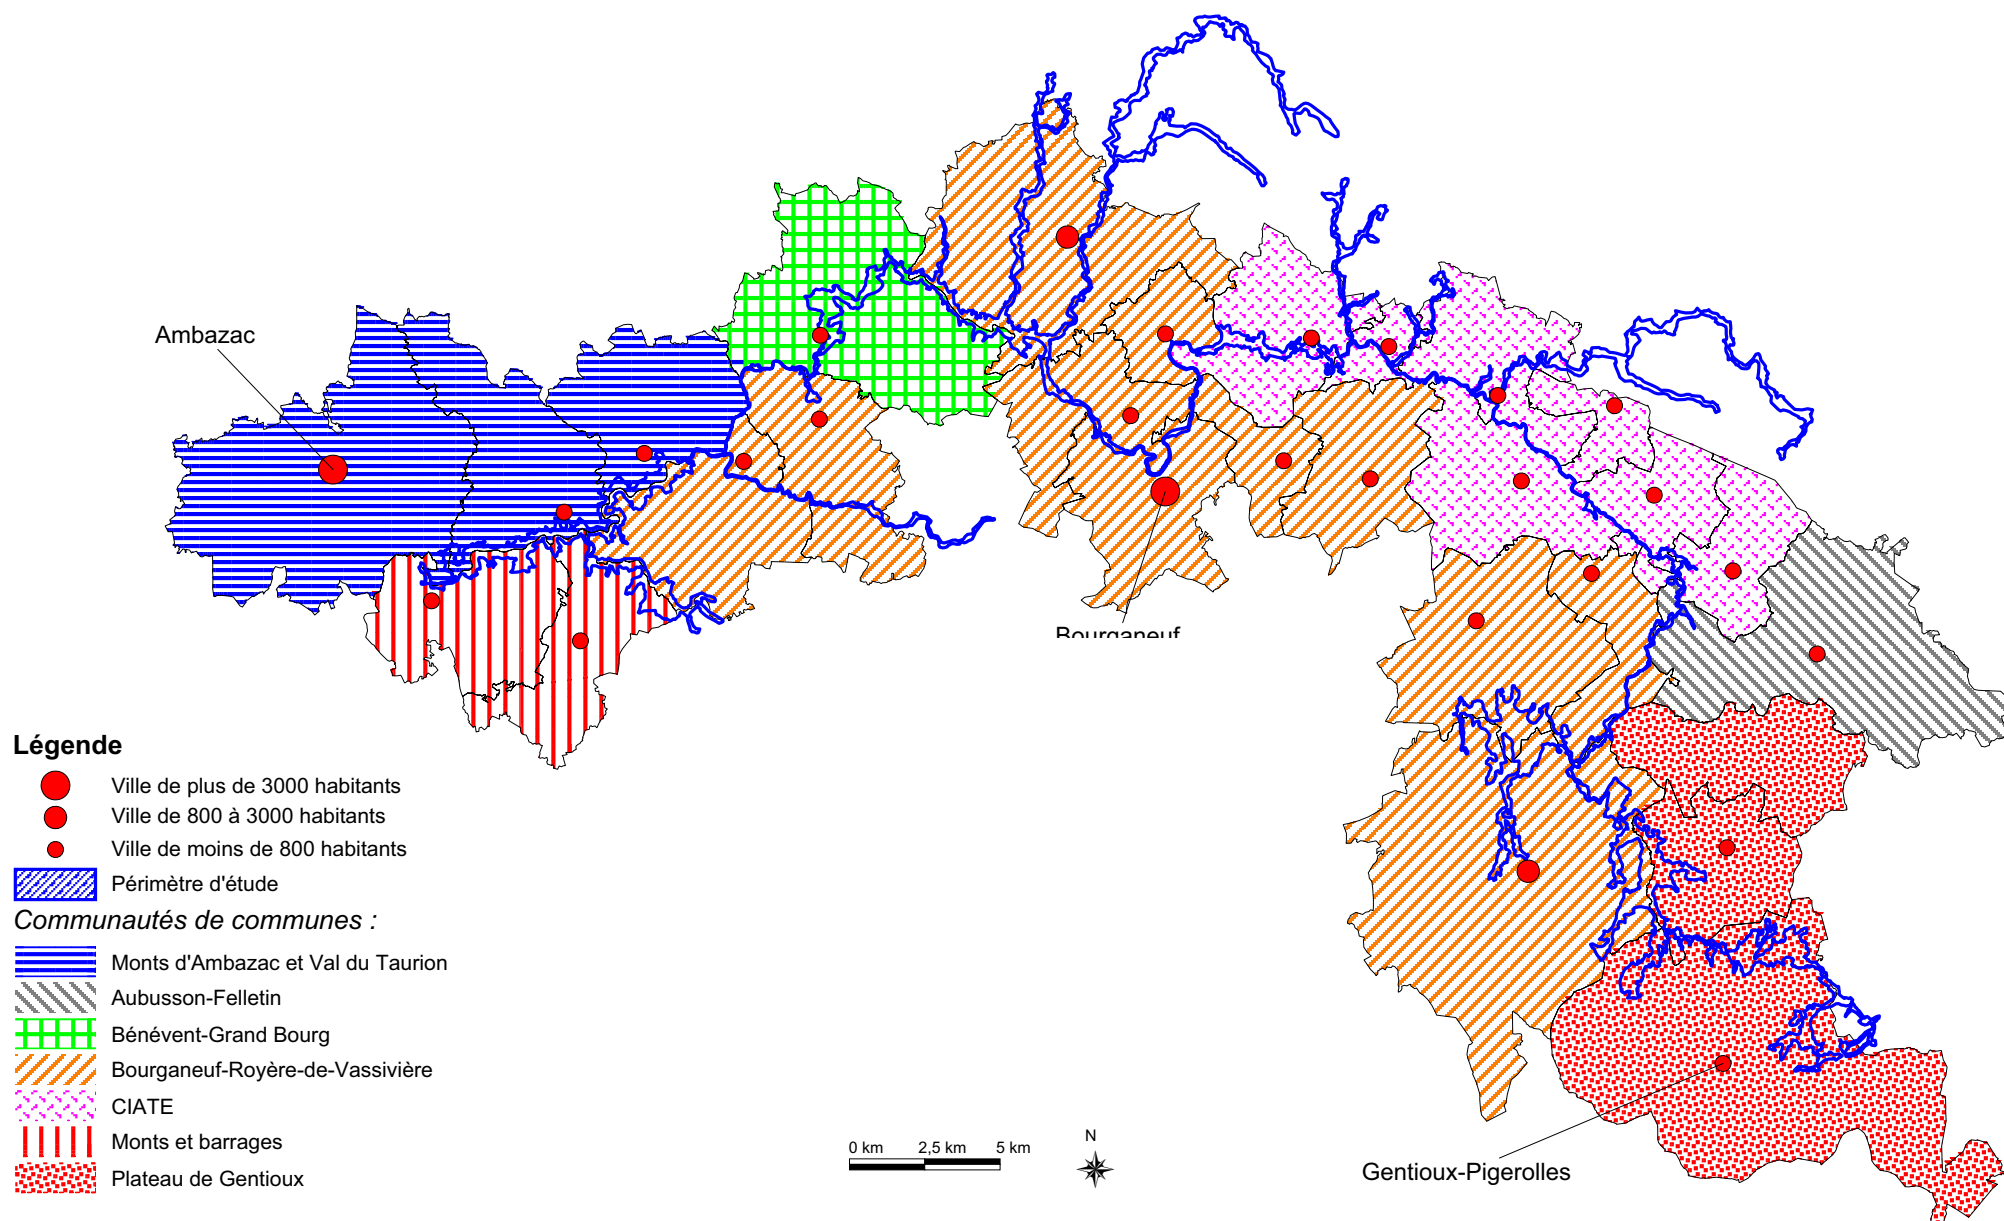 Ambazac
Bourganeuf
Légende
Ville de plus de 3000 habitants
Ville de 800 à 3000 habitants
Ville de moins de 800 habitants
Périmètre d'étude
Communautés de communes :
Monts d'Ambazac et Val du Taurion
Aubusson-Felletin
Bénévent-Grand Bourg
Bourganeuf-Royère-de-Vassivière
CIATE
Monts et barrages
Plateau de Gentioux
0 km 2,5 km 5 km
N
Gentioux-Pigerolles